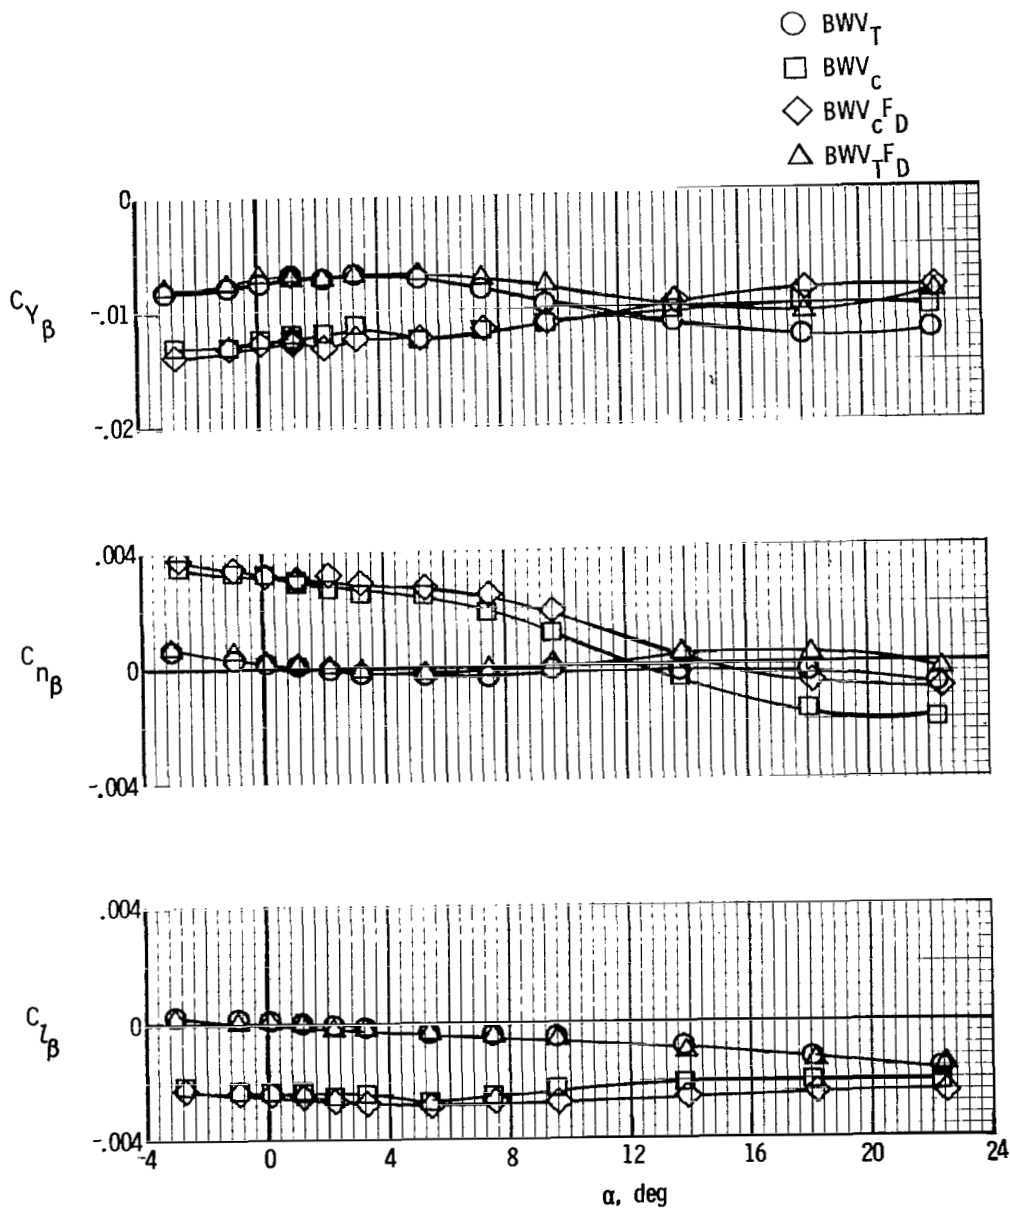 BWV_T
BWV_C
BWV_CF_D
BWV_TF_D
0
C_Yβ
-.01
-.02
.004
C_nβ
0
-.004
.004
C_lβ
0
-.004
-4 0 4 8 12 16 20 24
α, deg